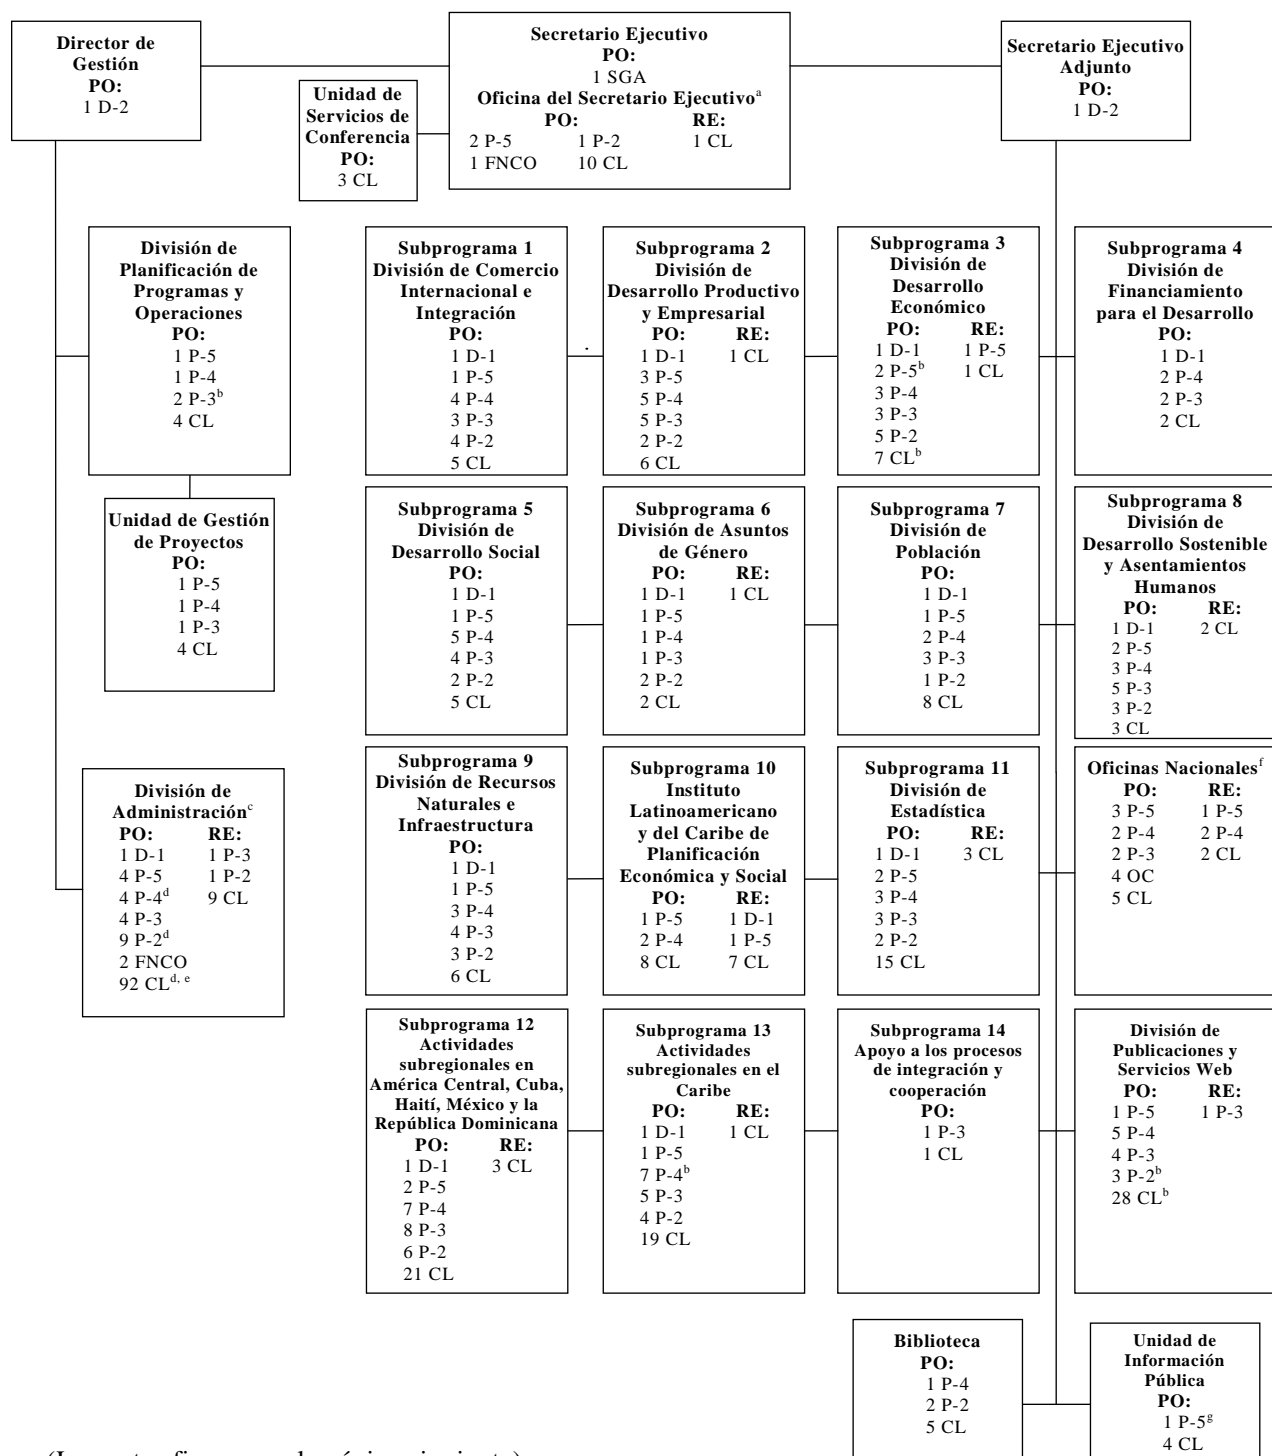 Director de
Gestión
PO:
1 D-2
Secretario Ejecutivo
PO:
1 SGA
Oficina del Secretario Ejecutivoᵃ
PO: RE:
2 P-5 1 P-2 1 CL
1 FNCO 10 CL
Secretario Ejecutivo
Adjunto
PO:
1 D-2
Unidad de
Servicios de
Conferencia
PO:
3 CL
División de
Planificación de
Programas y
Operaciones
PO:
1 P-5
1 P-4
2 P-3ᵇ
4 CL
Subprograma 1
División de Comercio
Internacional e
Integración
PO:
1 D-1
1 P-5
4 P-4
3 P-3
4 P-2
5 CL
Subprograma 2
División de
Desarrollo Productivo
y Empresarial
PO: RE:
1 D-1 1 CL
3 P-5
5 P-4
5 P-3
2 P-2
6 CL
Subprograma 3
División de
Desarrollo
Económico
PO: RE:
1 D-1 1 P-5
2 P-5ᵇ 1 CL
3 P-4
3 P-3
5 P-2
7 CLᵇ
Subprograma 4
División de
Financiamiento
para el Desarrollo
PO:
1 D-1
2 P-4
2 P-3
2 CL
Unidad de Gestión
de Proyectos
PO:
1 P-5
1 P-4
1 P-3
4 CL
Subprograma 5
División de
Desarrollo Social
PO:
1 D-1
1 P-5
5 P-4
4 P-3
2 P-2
5 CL
Subprograma 6
División de Asuntos
de Género
PO: RE:
1 D-1 1 CL
1 P-5
1 P-4
1 P-3
2 P-2
2 CL
Subprograma 7
División de
Población
PO:
1 D-1
1 P-5
2 P-4
3 P-3
1 P-2
8 CL
Subprograma 8
División de
Desarrollo Sostenible
y Asentamientos
Humanos
PO: RE:
1 D-1 2 CL
2 P-5
3 P-4
5 P-3
3 P-2
3 CL
División de
Administraciónᶜ
PO: RE:
1 D-1 1 P-3
4 P-5 1 P-2
4 P-4ᵈ 9 CL
4 P-3
9 P-2ᵈ
2 FNCO
92 CLᵈ, ᵉ
Subprograma 9
División de Recursos
Naturales e
Infraestructura
PO:
1 D-1
1 P-5
3 P-4
4 P-3
3 P-2
6 CL
Subprograma 10
Instituto
Latinoamericano
y del Caribe de
Planificación
Económica y Social
PO: RE:
1 P-5 1 D-1
2 P-4 1 P-5
8 CL 7 CL
Subprograma 11
División de
Estadística
PO: RE:
1 D-1 3 CL
2 P-5
3 P-4
3 P-3
2 P-2
15 CL
Oficinas Nacionalesᶠ
PO: RE:
3 P-5 1 P-5
2 P-4 2 P-4
2 P-3 2 CL
4 OC
5 CL
Subprograma 12
Actividades
subregionales en
América Central, Cuba,
Haití, México y la
República Dominicana
PO: RE:
1 D-1 3 CL
2 P-5
7 P-4
8 P-3
6 P-2
21 CL
Subprograma 13
Actividades
subregionales en el
Caribe
PO: RE:
1 D-1 1 CL
1 P-5
7 P-4ᵇ
5 P-3
4 P-2
19 CL
Subprograma 14
Apoyo a los procesos
de integración y
cooperación
PO:
1 P-3
1 CL
División de
Publicaciones y
Servicios Web
PO: RE:
1 P-5 1 P-3
5 P-4
4 P-3
3 P-2ᵇ
28 CLᵇ
Biblioteca
PO:
1 P-4
2 P-2
5 CL
Unidad de
Información
Pública
PO:
1 P-5ᵍ
4 CL